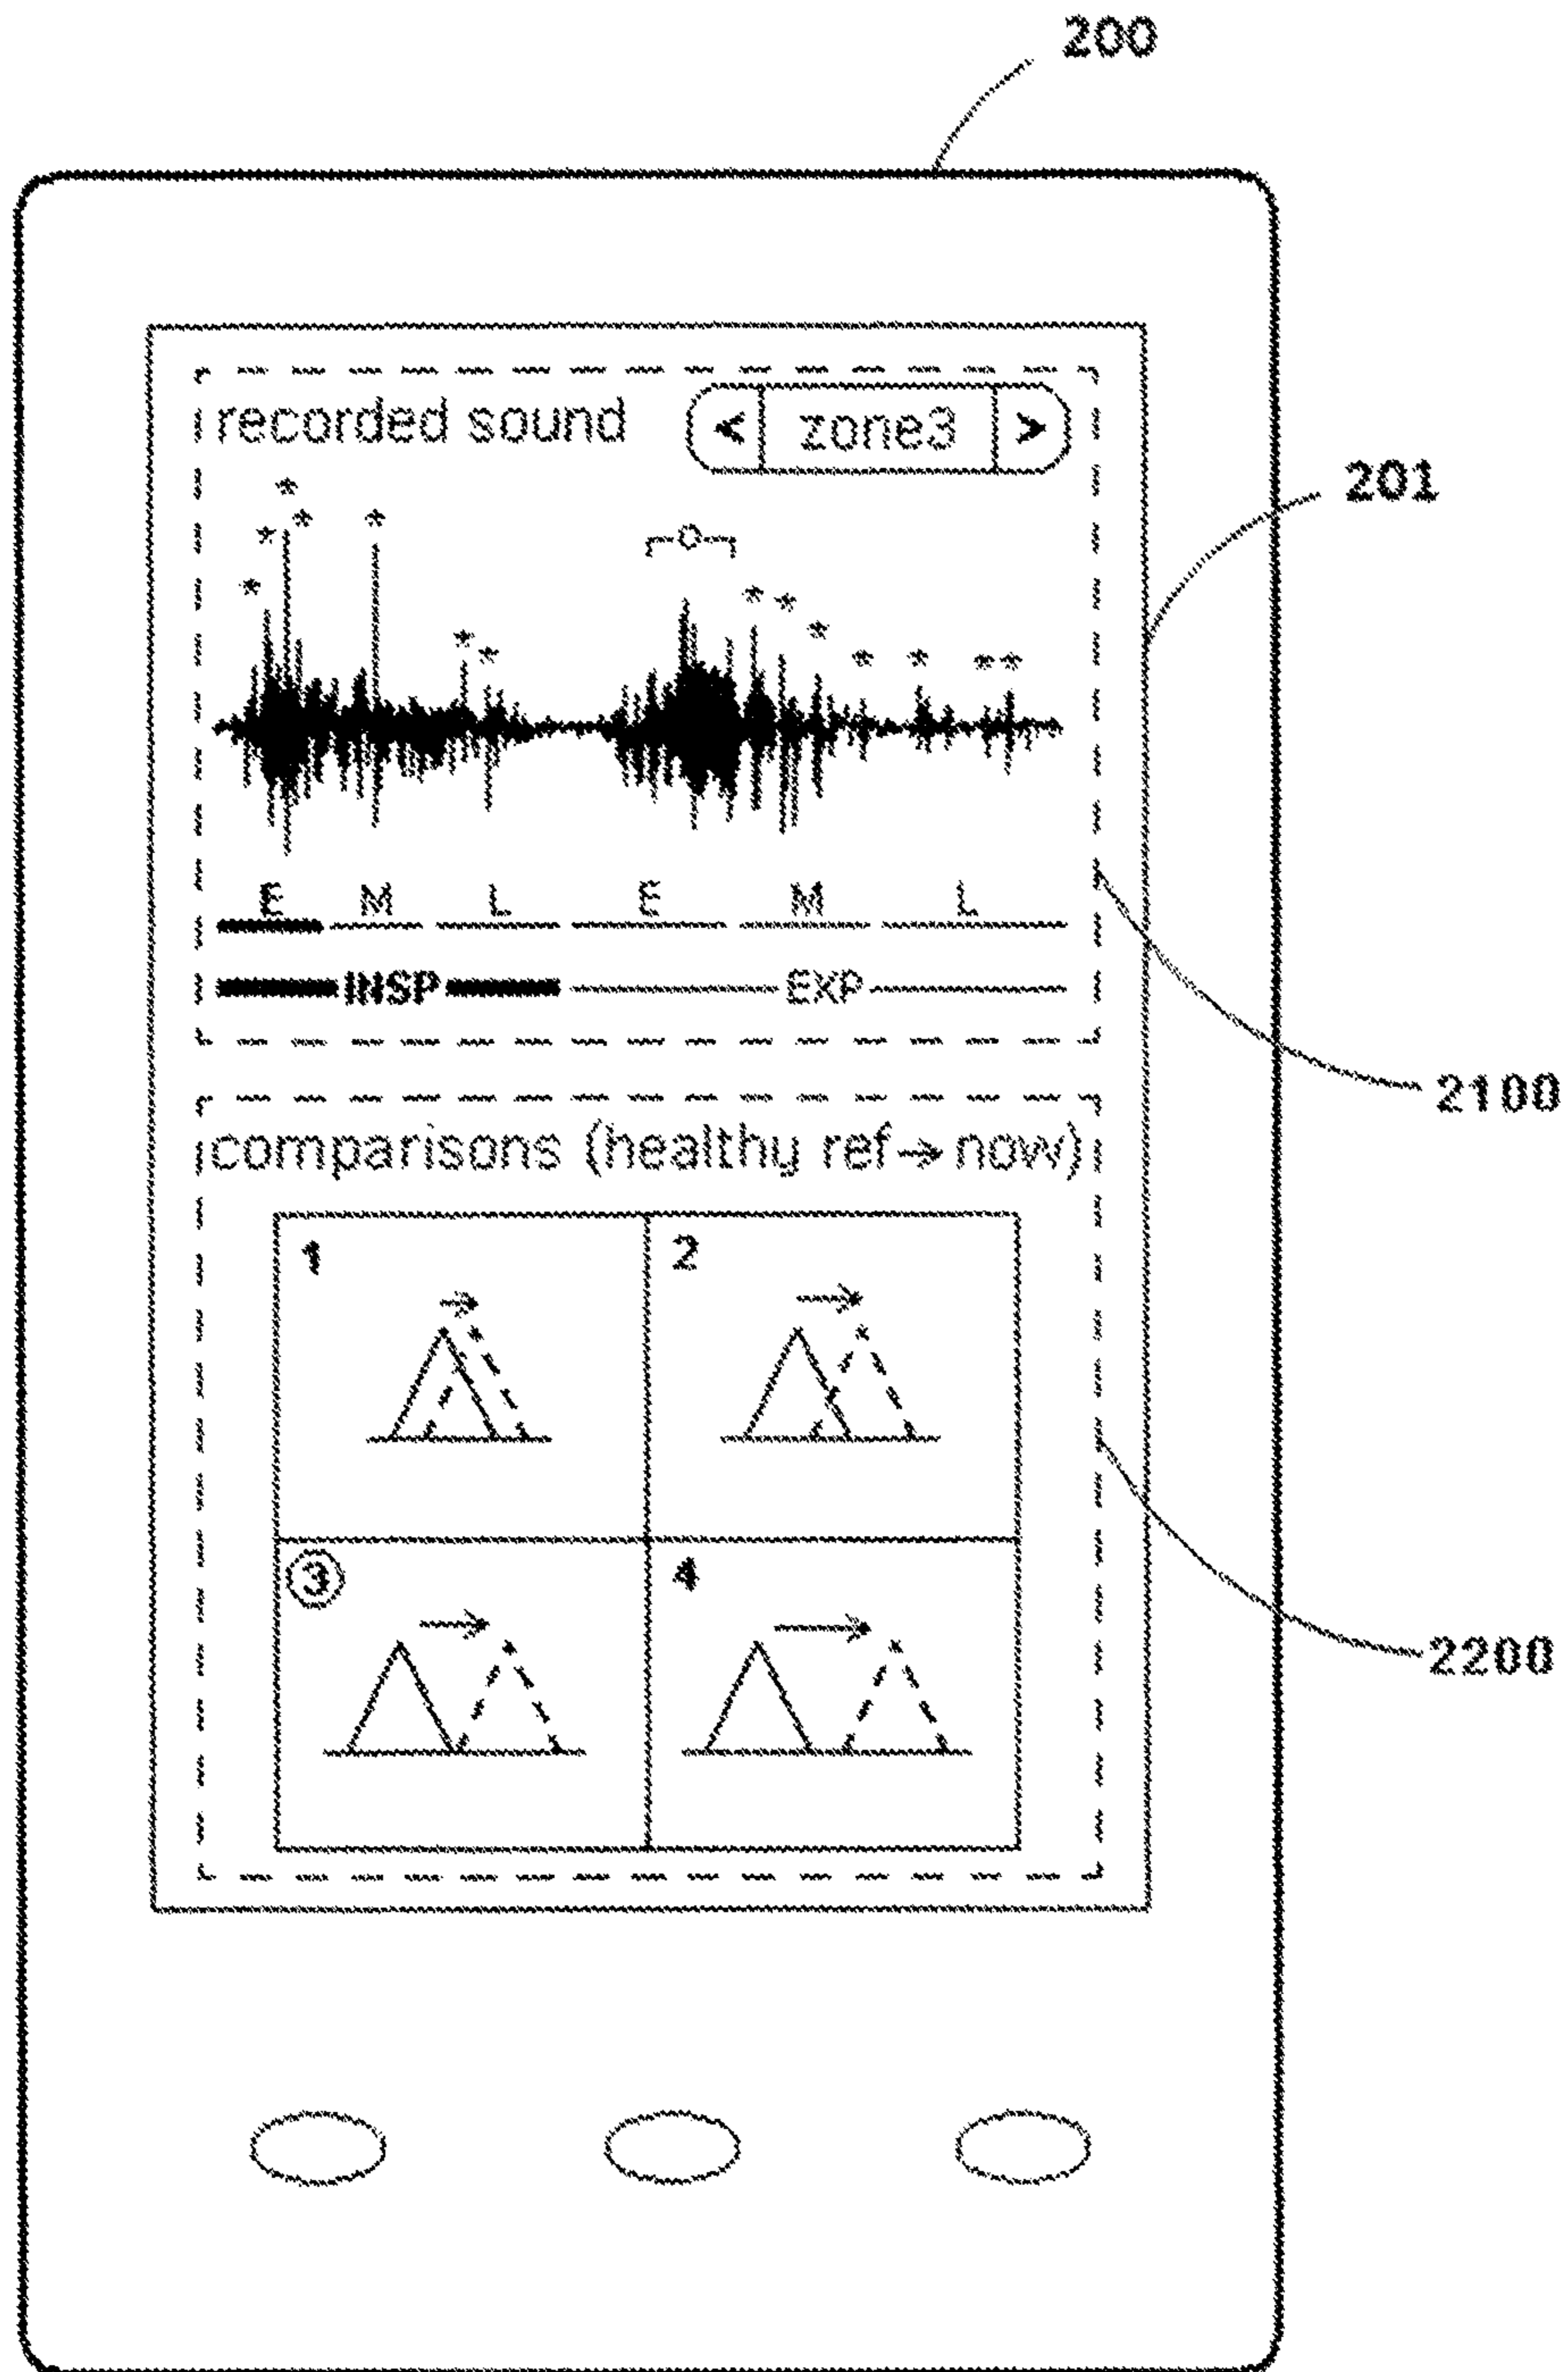 200
recorded sound < zone3 >
201
* * * * * * * O * * * * * * *
E M L E M L
INSP EXP
2100
comparisons (healthy ref→now)
1 2
3 4
2200